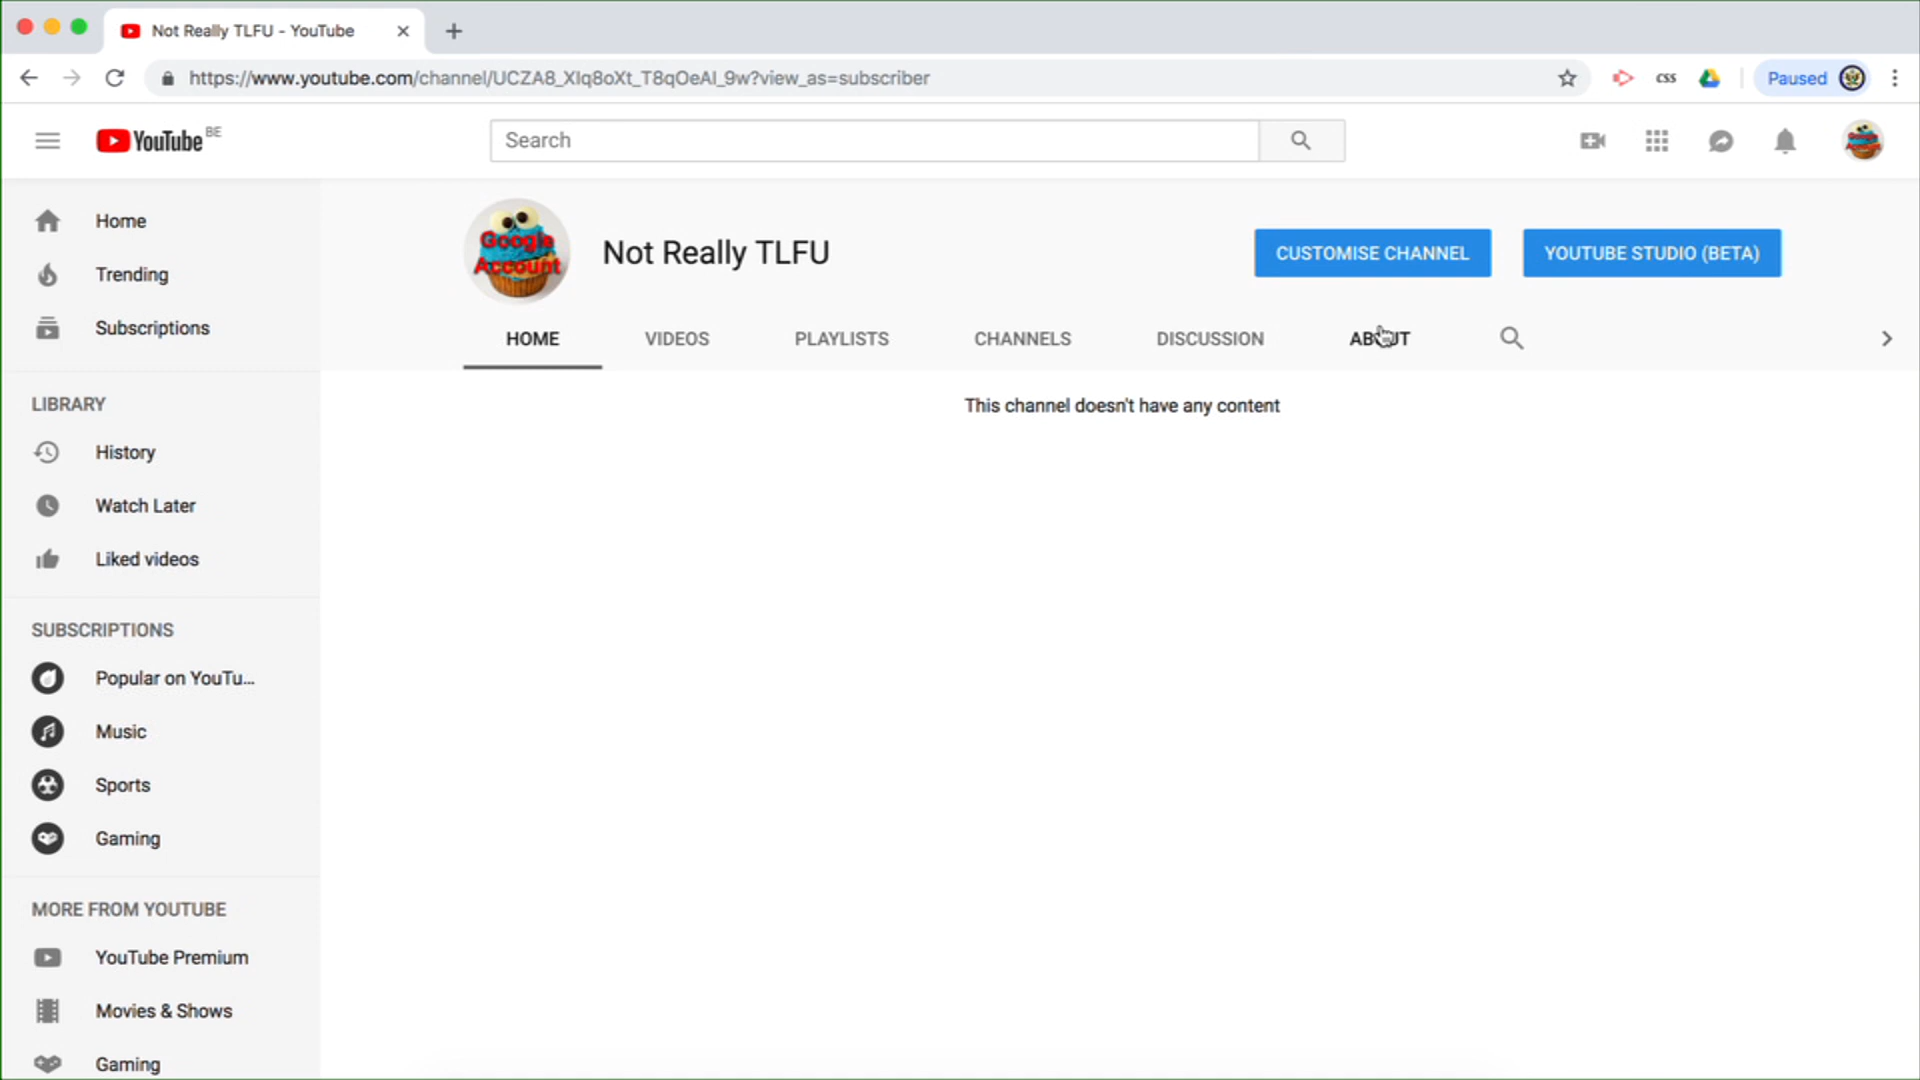 Not Really TLFU - YouTube
https://www.youtube.com/channel/UCZA8_XIq8oXt_T8qOeAI_9w?view_as=subscriber
css
Paused
YouTube BE
Search
Home
Trending
Subscriptions
LIBRARY
History
Watch Later
Liked videos
SUBSCRIPTIONS
Popular on YouTu...
Music
Sports
Gaming
MORE FROM YOUTUBE
YouTube Premium
Movies & Shows
Gaming
Google
Account
Not Really TLFU
CUSTOMISE CHANNEL
YOUTUBE STUDIO (BETA)
HOME
VIDEOS
PLAYLISTS
CHANNELS
DISCUSSION
ABOUT
This channel doesn't have any content